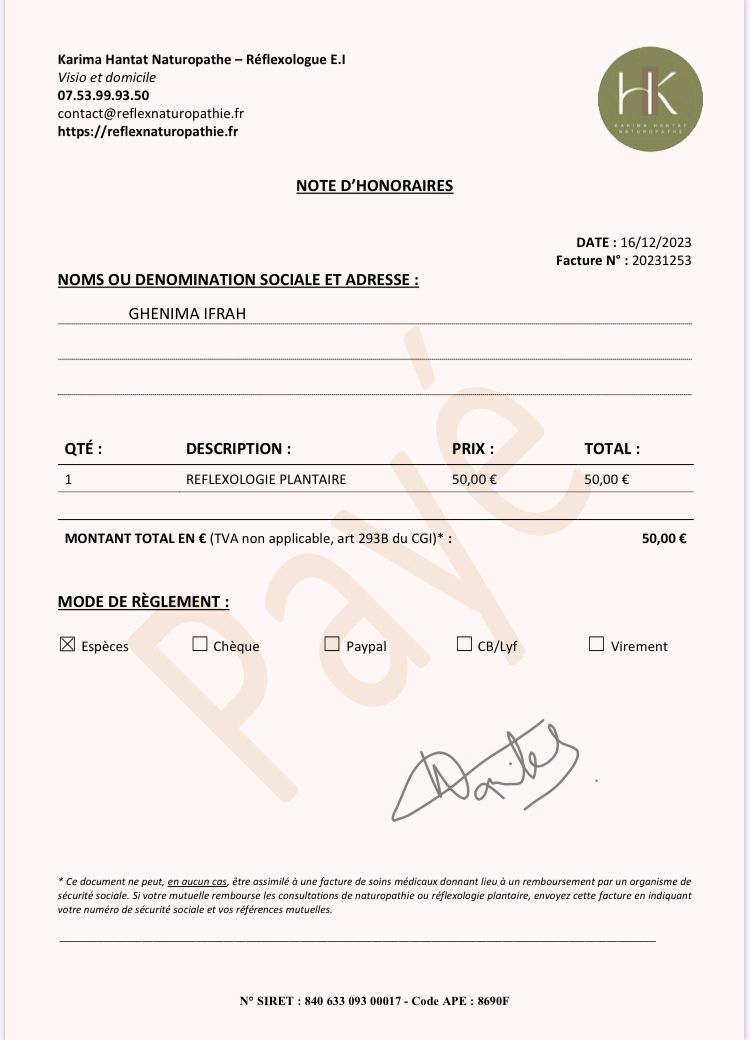 Karima Hantat Naturopathe – Réflexologue E.I
Visio et domicile
07.53.99.93.50
contact@reflexnaturopathie.fr
https://reflexnaturopathie.fr
HK
KARIMA HANTAT
NATUROPATHE
NOTE D’HONORAIRES
DATE : 16/12/2023
Facture N° : 20231253
NOMS OU DENOMINATION SOCIALE ET ADRESSE :
GHENIMA IFRAH
QTÉ : DESCRIPTION : PRIX : TOTAL :
1 REFLEXOLOGIE PLANTAIRE 50,00 € 50,00 €
MONTANT TOTAL EN € (TVA non applicable, art 293B du CGI)* : 50,00 €
MODE DE RÈGLEMENT :
☒ Espèces ☐ Chèque ☐ Paypal ☐ CB/Lyf ☐ Virement
Payé
* Ce document ne peut, en aucun cas, être assimilé à une facture de soins médicaux donnant lieu à un remboursement par un organisme de
sécurité sociale. Si votre mutuelle rembourse les consultations de naturopathie ou réflexologie plantaire, envoyez cette facture en indiquant
votre numéro de sécurité sociale et vos références mutuelles.
N° SIRET : 840 633 093 00017 - Code APE : 8690F